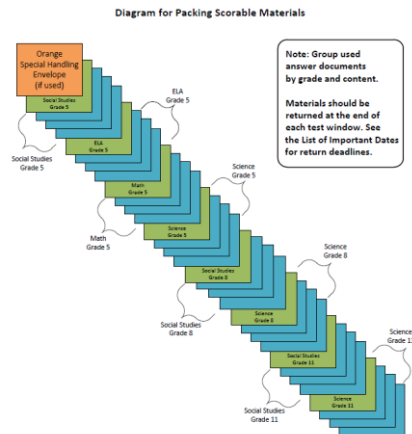 Diagram for Packing Scorable Materials
Orange
Special Handling
Envelope
(if used)
Note: Group used
answer documents
by grade and content.
Materials should be
returned at the end of
each test window. See
the List of Important Dates
for return deadlines.
Social Studies
Grade 5
ELA
Grade 5
ELA
Grade 5
Social Studies
Grade 5
Math
Grade 5
Science
Grade 5
Math
Grade 5
Science
Grade 5
Social Studies
Grade 8
Science
Grade 8
Social Studies
Grade 8
Science
Grade 8
Social Studies
Grade 11
Science
Social Studies
Grade 11
Science
Grade 11